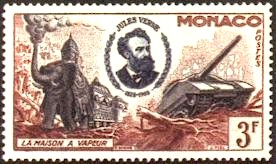 JULES VERNE
MONACO
POSTES
1828-1905
LA MAISON A VAPEUR
3F